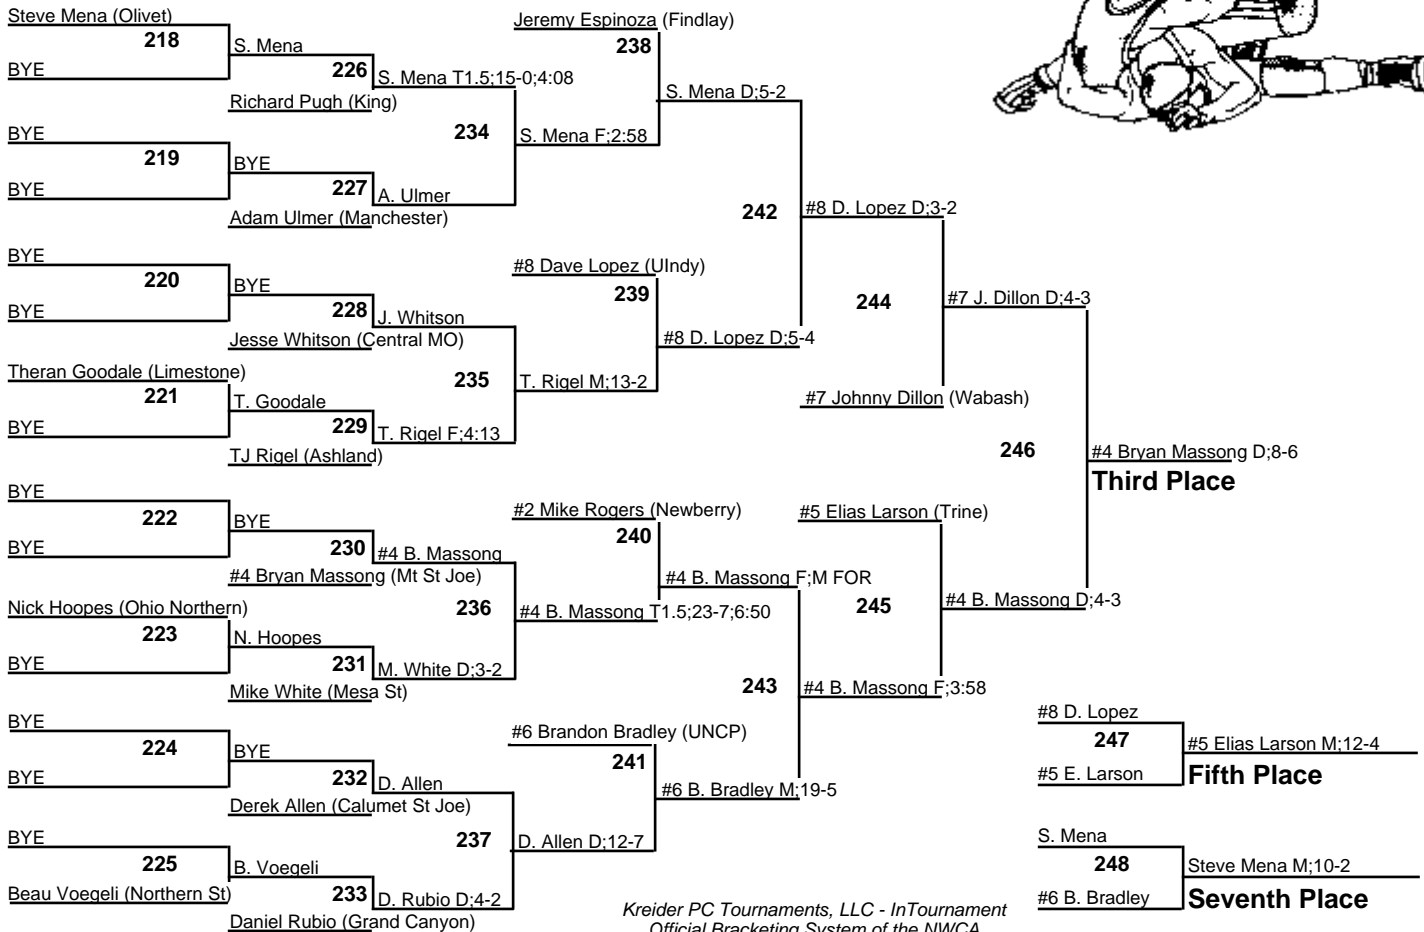 Steve Mena (Olivet)
218
BYE
S. Mena
226
Richard Pugh (King)
S. Mena T1.5;15-0;4:08
BYE
219
BYE
BYE
227
Adam Ulmer (Manchester)
A. Ulmer
234
S. Mena F;2:58
Jeremy Espinoza (Findlay)
238
S. Mena D;5-2
BYE
220
BYE
BYE
228
Jesse Whitson (Central MO)
J. Whitson
Theran Goodale (Limestone)
221
BYE
T. Goodale
229
TJ Rigel (Ashland)
T. Rigel F;4:13
235
T. Rigel M;13-2
#8 Dave Lopez (UIndy)
239
#8 D. Lopez D;5-4
242
#8 D. Lopez D;3-2
244
#7 Johnny Dillon (Wabash)
#7 J. Dillon D;4-3
BYE
222
BYE
BYE
230
#4 Bryan Massong (Mt St Joe)
#4 B. Massong
Nick Hoopes (Ohio Northern)
223
BYE
N. Hoopes
231
Mike White (Mesa St)
M. White D;3-2
236
#4 B. Massong T1.5;23-7;6:50
#2 Mike Rogers (Newberry)
240
#4 B. Massong F;M FOR
BYE
224
BYE
BYE
232
Derek Allen (Calumet St Joe)
D. Allen
BYE
225
Beau Voegeli (Northern St)
B. Voegeli
233
Daniel Rubio (Grand Canyon)
D. Rubio D;4-2
237
D. Allen D;12-7
#6 Brandon Bradley (UNCP)
241
#6 B. Bradley M;19-5
243
#4 B. Massong F;3:58
#5 Elias Larson (Trine)
245
#4 B. Massong D;4-3
246
#4 Bryan Massong D;8-6
Third Place
#8 D. Lopez
247
#5 E. Larson
#5 Elias Larson M;12-4
Fifth Place
S. Mena
248
#6 B. Bradley
Steve Mena M;10-2
Seventh Place
Kreider PC Tournaments, LLC - InTournament
Official Bracketing System of the NWCA